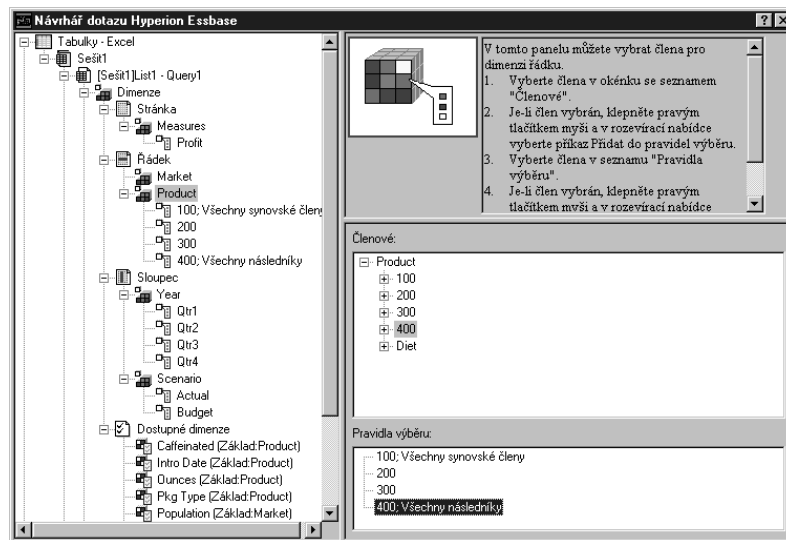 Návrhář dotazu Hyperion Essbase
Tabulky - Excel
Sešit1
[Sešit1]List1 - Query1
Dimenze
Stránka
Measures
Profit
Řádek
Market
Product
100; Všechny synovské členy
200
300
400; Všechny následníky
Sloupec
Year
Qtr1
Qtr2
Qtr3
Qtr4
Scenario
Actual
Budget
Dostupné dimenze
Caffeinated (Základ:Product)
Intro Date (Základ:Product)
Ounces (Základ:Product)
Pkg Type (Základ:Product)
Population (Základ:Market)
V tomto panelu můžete vybrat člena pro
dimenzi řádku.
1. Vyberte člena v okénku se seznamem
"Členové".
2. Je-li člen vybrán, klepněte pravým
tlačítkem myši a v rozevírací nabídce
vyberte příkaz Přidat do pravidel výběru.
3. Vyberte člena v seznamu "Pravidla
výběru".
4. Je-li člen vybrán, klepněte pravým
tlačítkem myši a v rozevírací nabídce
Členové:
Product
100
200
300
400
Diet
Pravidla výběru:
100; Všechny synovské členy
200
300
400; Všechny následníky